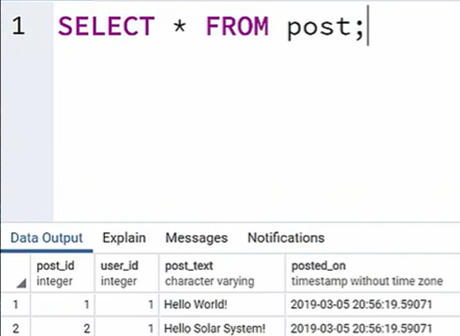 1 SELECT * FROM post;
Data Output Explain Messages Notifications
post_id user_id post_text posted_on
integer integer character varying timestamp without time zone
1 1 1 Hello World! 2019-03-05 20:56:19.59071
2 2 1 Hello Solar System! 2019-03-05 20:56:19.59071